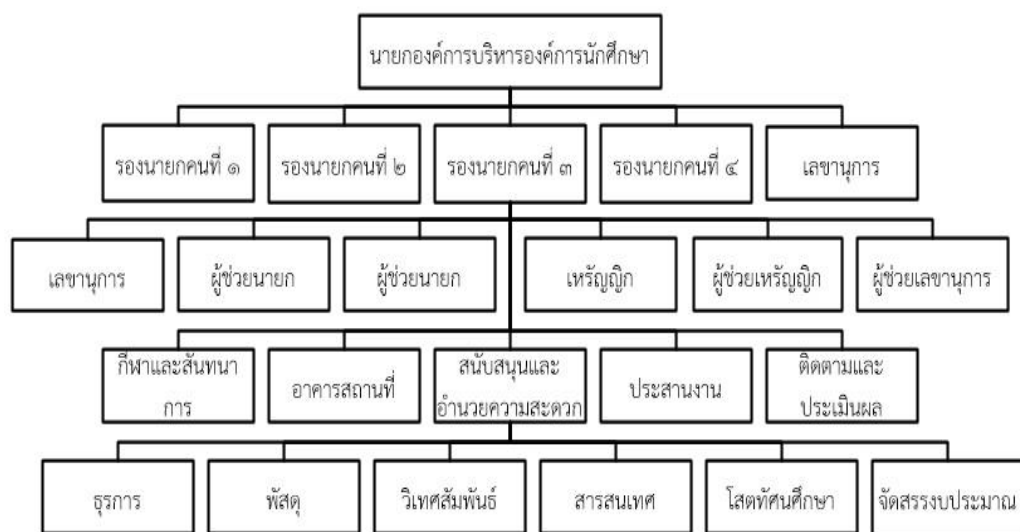 นายกองค์การบริหารองค์การนักศึกษา
รองนายกคนที่ ๑
รองนายกคนที่ ๒
รองนายกคนที่ ๓
รองนายกคนที่ ๔
เลขานุการ
เลขานุการ
ผู้ช่วยนายก
ผู้ช่วยนายก
เหรัญญิก
ผู้ช่วยเหรัญญิก
ผู้ช่วยเลขานุการ
กีฬาและสันทนา
การ
อาคารสถานที่
สนับสนุนและ
อำนวยความสะดวก
ประสานงาน
ติดตามและ
ประเมินผล
ธุรการ
พัสดุ
วิเทศสัมพันธ์
สารสนเทศ
โสตทัศนศึกษา
จัดสรรงบประมาณ